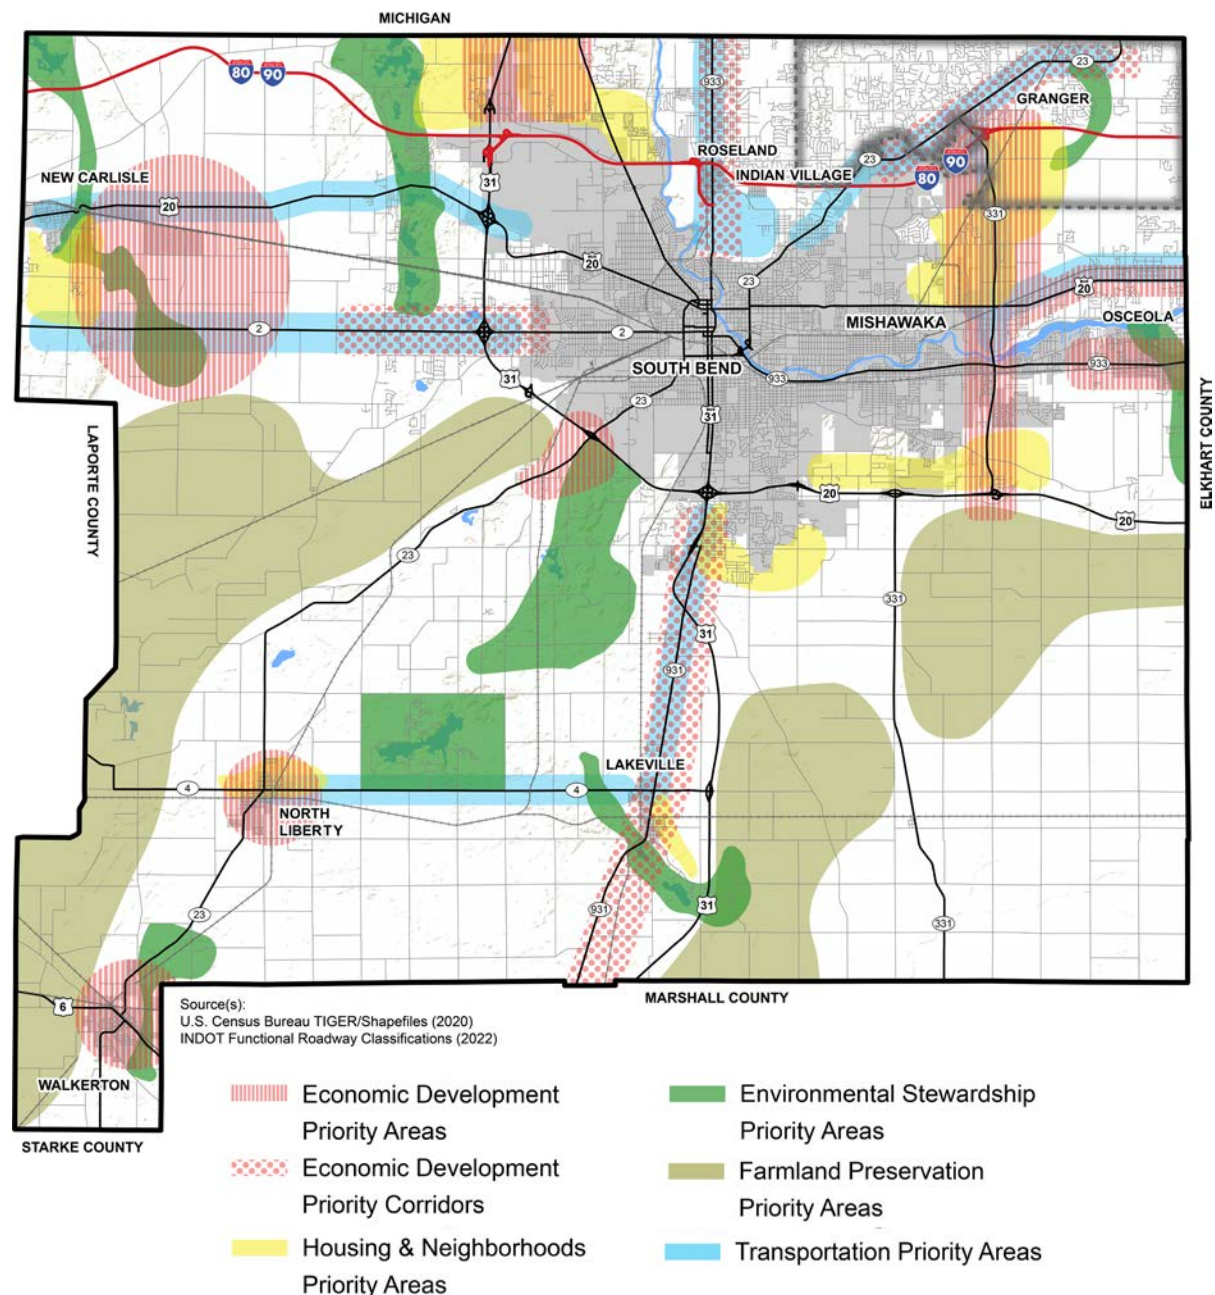 MICHIGAN
80
90
933
23
GRANGER
ROSELAND
INDIAN VILLAGE
23
80
90
NEW CARLISLE
20
31
331
20
23
20
OSCEOLA
MISHAWAKA
2
2
SOUTH BEND
933
933
31
23
31
LAPORTE COUNTY
ELKHART COUNTY
20
20
23
331
31
931
LAKEVILLE
4
4
NORTH
LIBERTY
23
931
31
331
6
MARSHALL COUNTY
Source(s):
U.S. Census Bureau TIGER/Shapefiles (2020)
INDOT Functional Roadway Classifications (2022)
WALKERTON
STARKE COUNTY
Economic Development
Priority Areas
Economic Development
Priority Corridors
Housing & Neighborhoods
Priority Areas
Environmental Stewardship
Priority Areas
Farmland Preservation
Priority Areas
Transportation Priority Areas